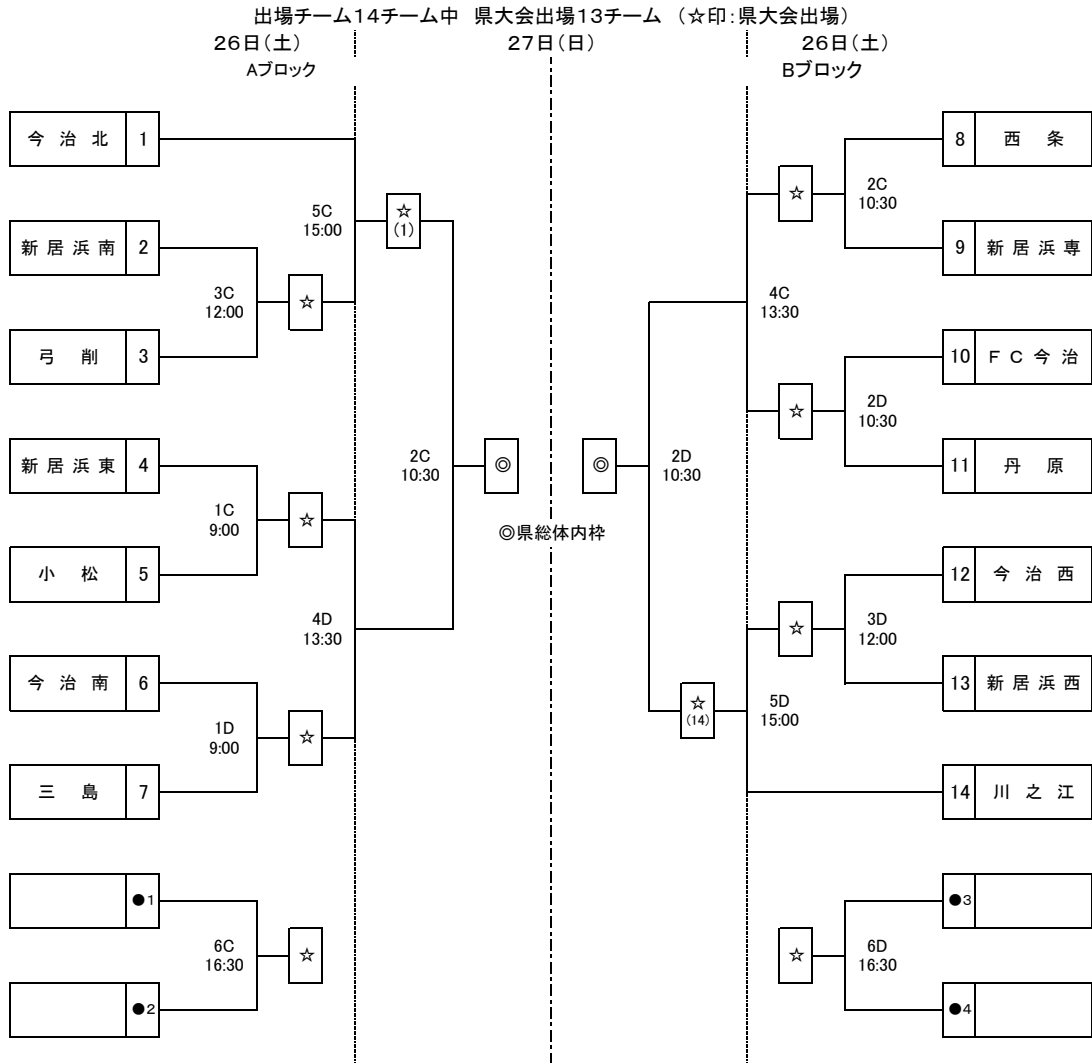 出場チーム14チーム中 県大会出場13チーム (☆印:県大会出場)
26日(土) 27日(日) 26日(土)
Aブロック Bブロック
今治北 1
新居浜南 2
弓削 3
新居浜東 4
小松 5
今治南 6
三島 7
●1
●2
3C
12:00
☆
1C
9:00
☆
1D
9:00
☆
6C
16:30
☆
5C
15:00
4D
13:30
☆
(1)
2C
10:30
◎
◎県総体内枠
◎
2D
10:30
☆
(14)
4C
13:30
5D
15:00
☆
2C
10:30
☆
2D
10:30
☆
3D
12:00
☆
6D
16:30
8 西条
9 新居浜専
10 FC今治
11 丹原
12 今治西
13 新居浜西
14 川之江
●3
●4